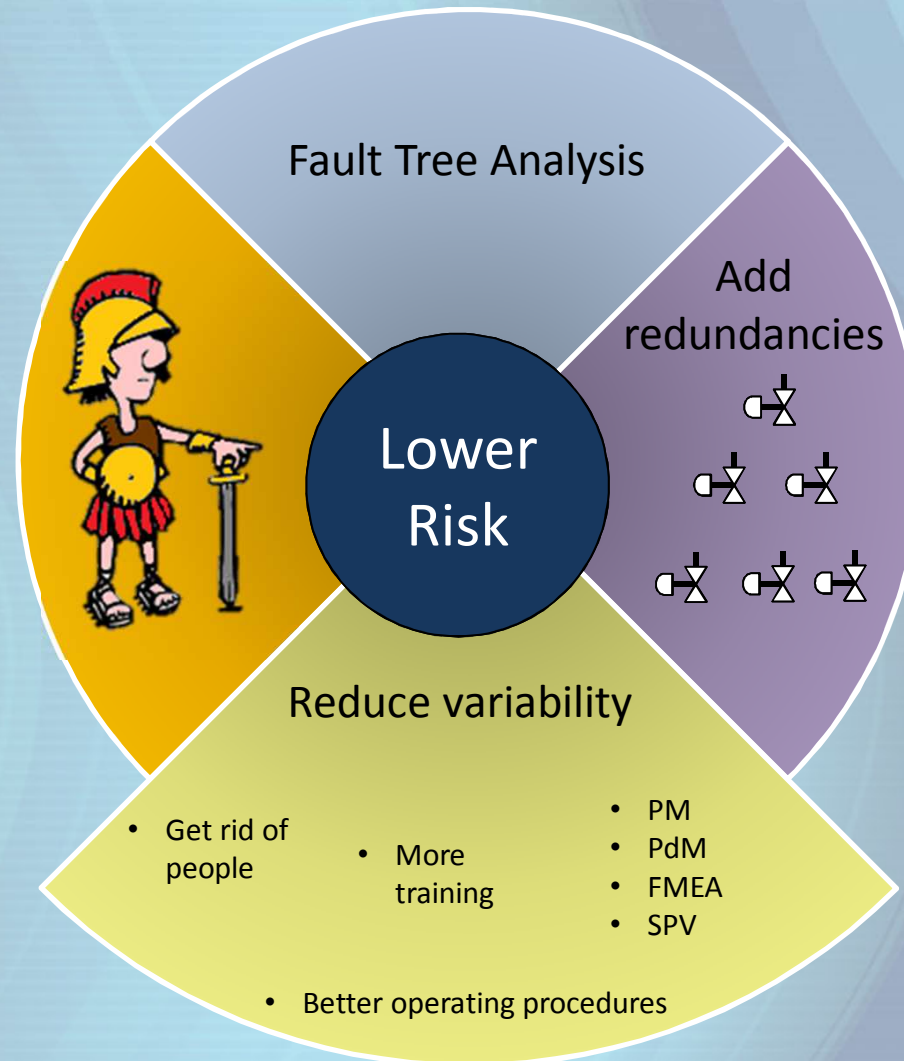 Fault Tree Analysis
Add
redundancies
Lower
Risk
Reduce variability
• Get rid of
people
• More
training
• PM
• PdM
• FMEA
• SPV
• Better operating procedures